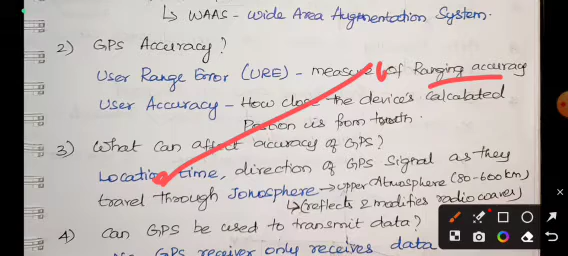 ↳ WAAS - Wide Area Augmentation System.
2) GPS Accuracy?
User Range Error (URE) - measure of Ranging accuracy
User Accuracy - How close the device's calculated
Position is from truth.
3) What can affect accuracy of GPS?
Location, time, direction of GPS Signal as they
travel through Ionosphere → upper Atmosphere (80-600km)
↳ (reflects & modifies radio waves)
4) Can GPS be used to transmit data?
GPS receiver only receives data